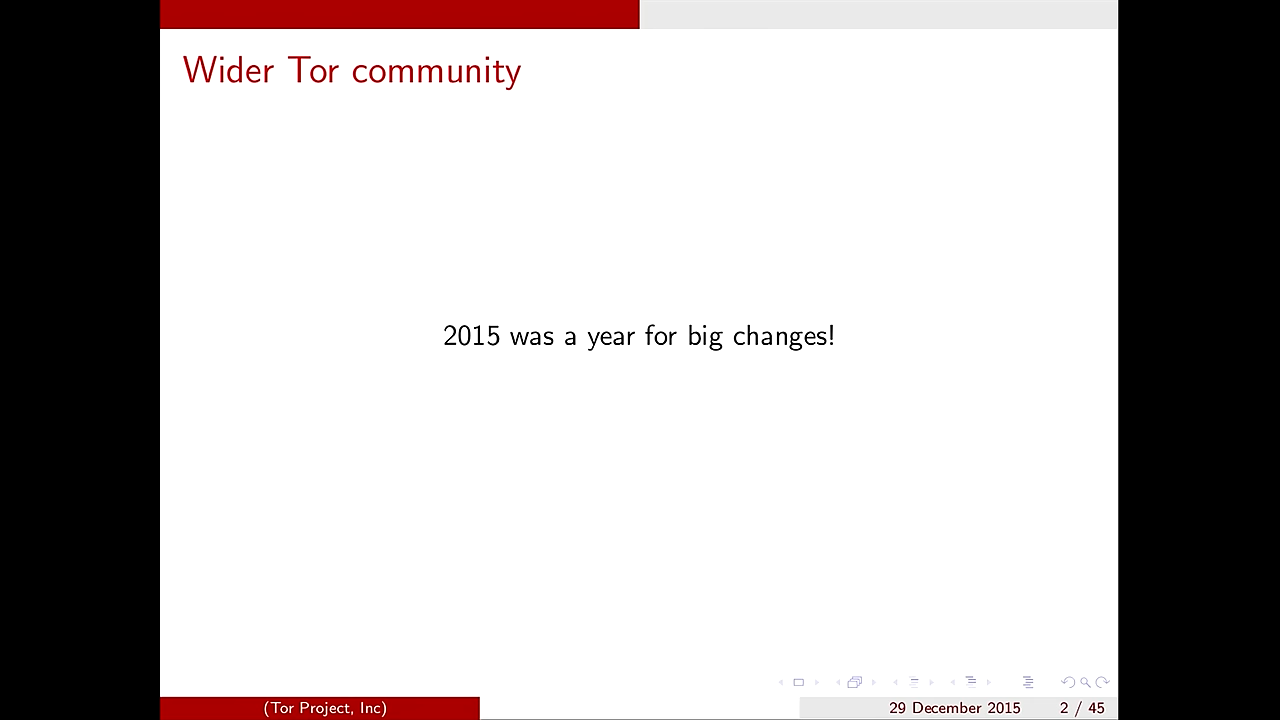 Wider Tor community
2015 was a year for big changes!
(Tor Project, Inc) 29 December 2015 2 / 45